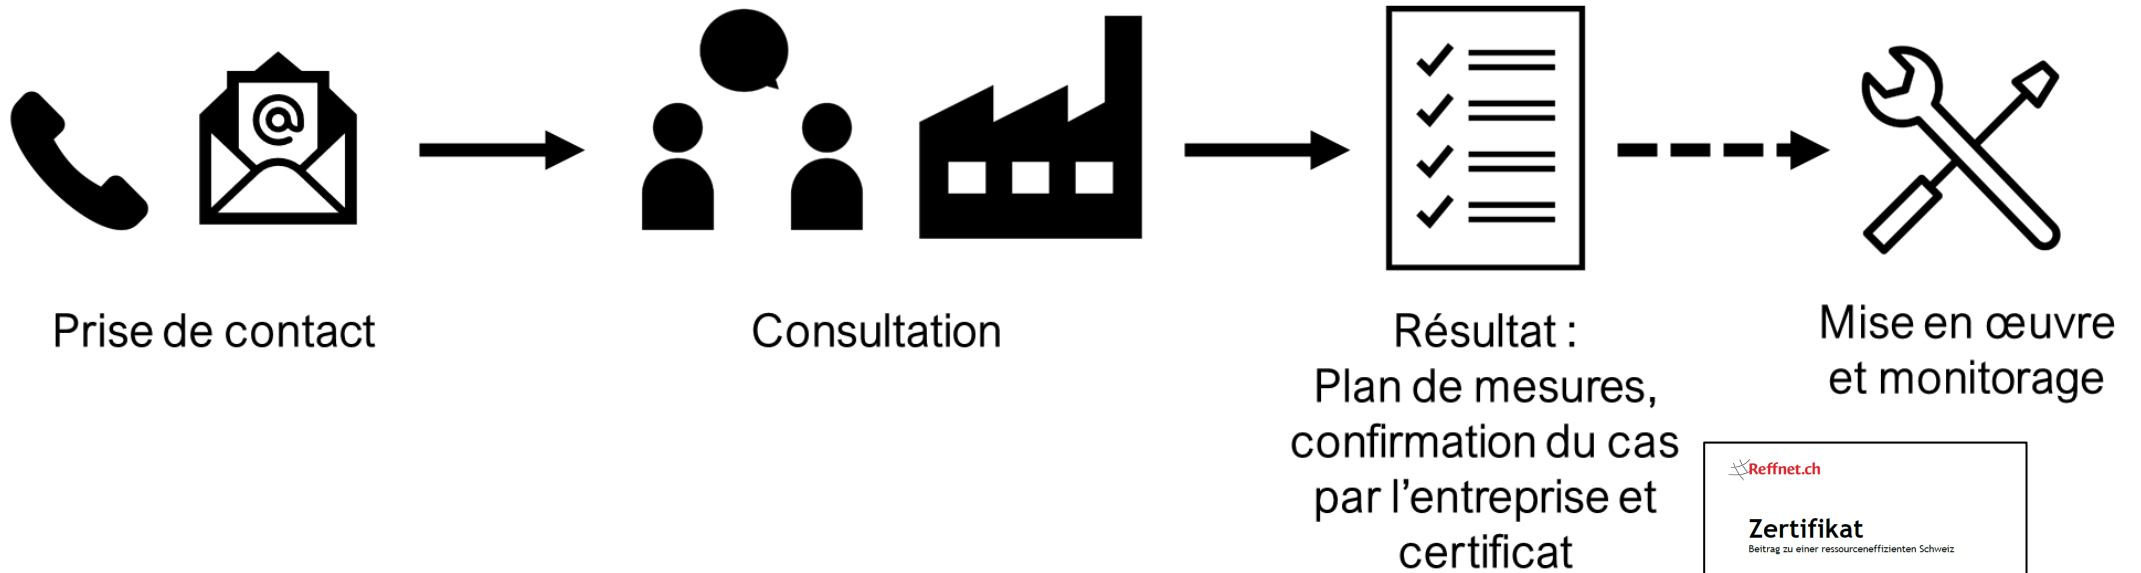 Prise de contact
Consultation
Résultat :
Plan de mesures,
confirmation du cas
par l’entreprise et
certificat
Mise en œuvre
et monitorage
@
Reffnet.ch
Zertifikat
Beitrag zu einer ressourceneffizienten Schweiz